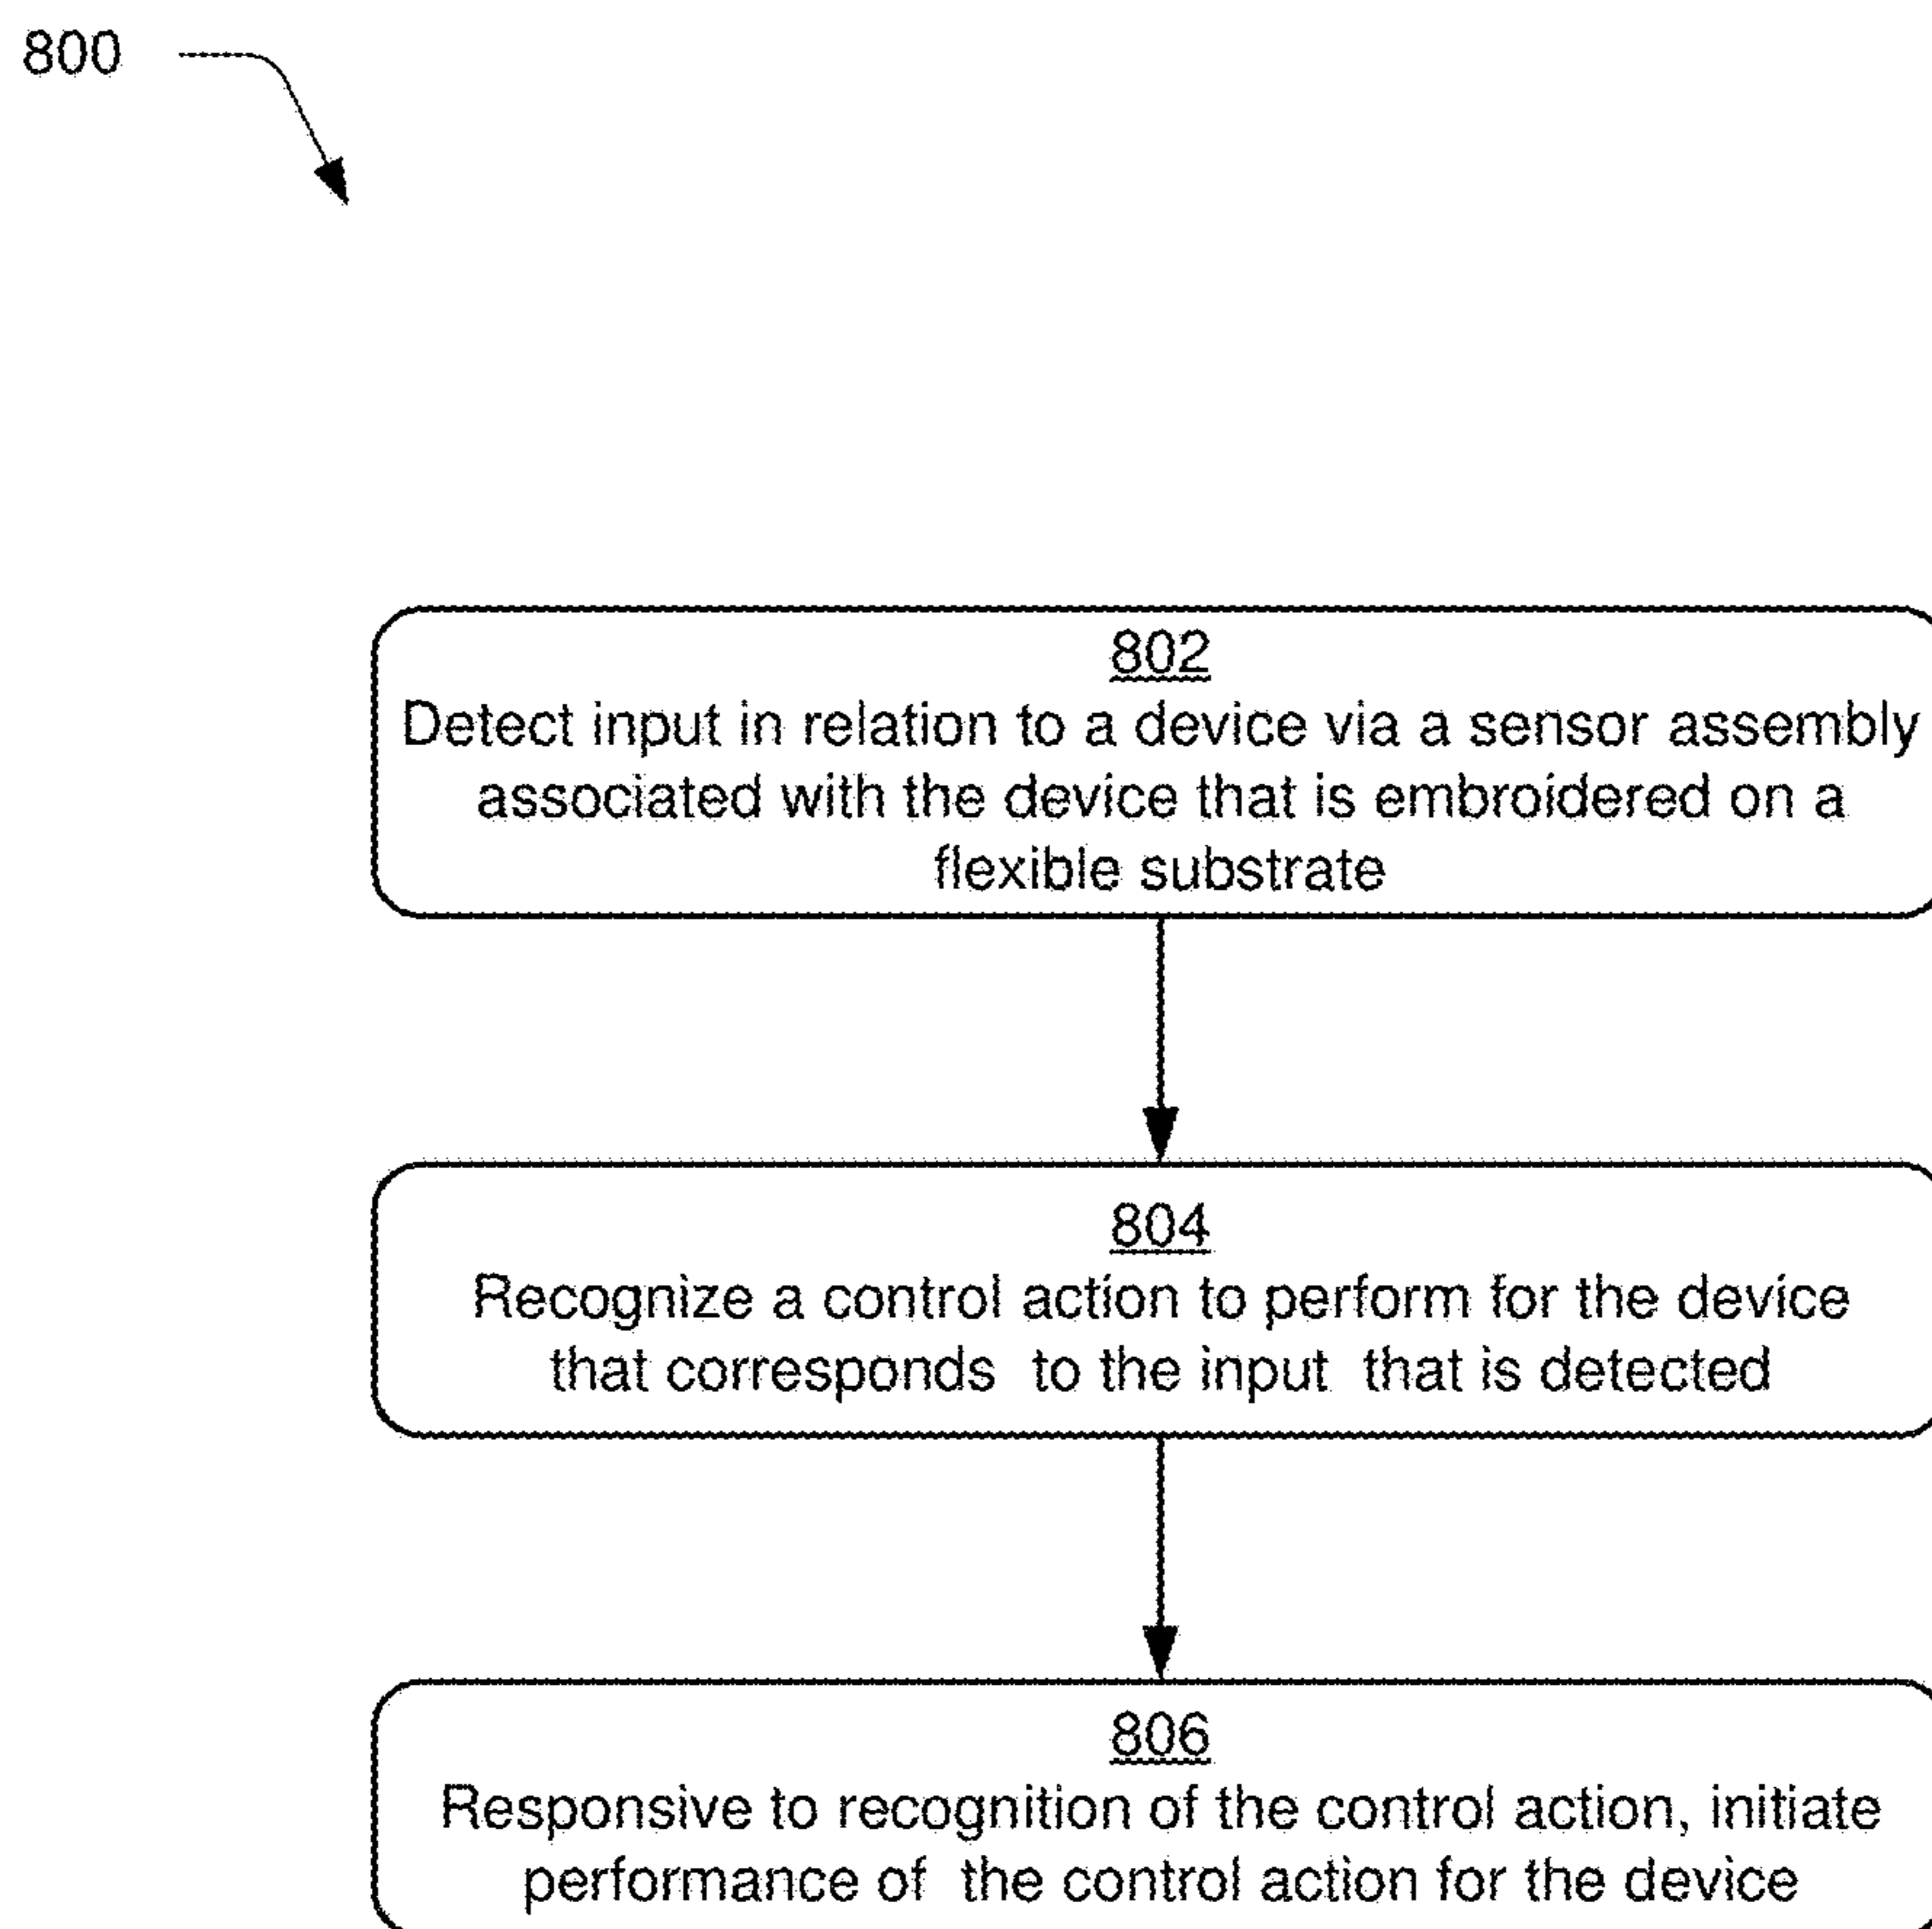 800
802
Detect input in relation to a device via a sensor assembly
associated with the device that is embroidered on a
flexible substrate
804
Recognize a control action to perform for the device
that corresponds to the input that is detected
806
Responsive to recognition of the control action, initiate
performance of the control action for the device